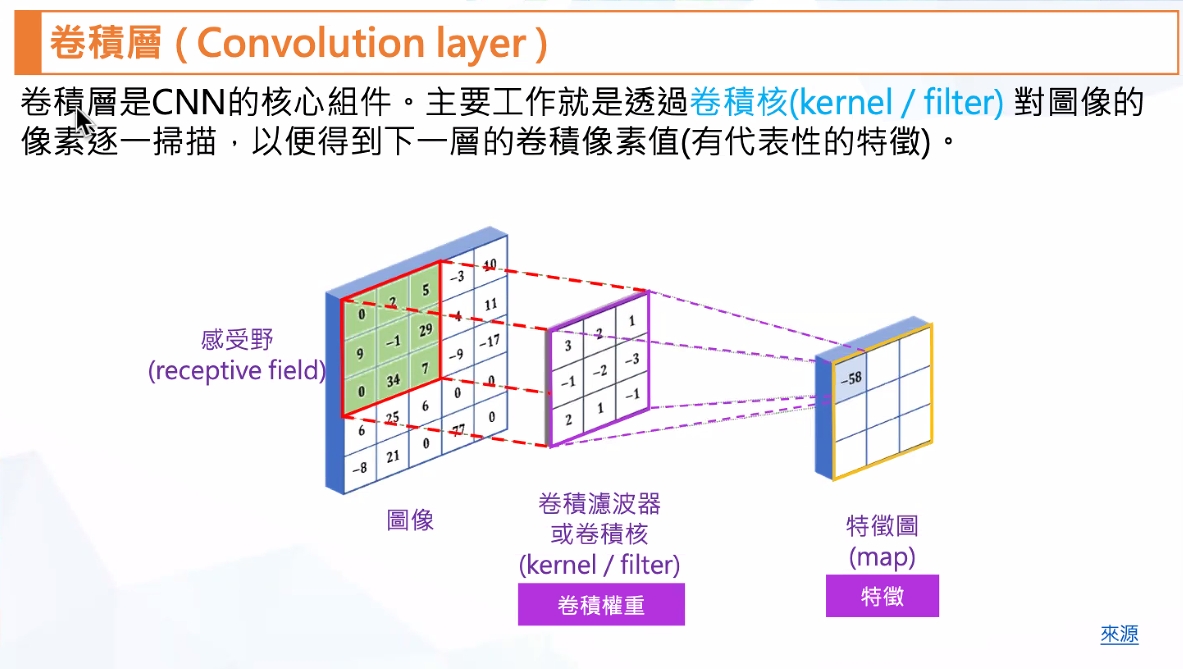 卷積層 ( Convolution layer )
卷積層是CNN的核心組件。主要工作就是透過卷積核(kernel / filter) 對圖像的
像素逐一掃描，以便得到下一層的卷積像素值(有代表性的特徵)。
感受野
(receptive field)
0 2 5 −3 10
9 −1 29 4 11
0 34 7 −9 −17
6 25 6 0 0
−8 21 0 77 0
圖像
3 2 1
−1 −2 −3
2 1 −1
卷積濾波器
或卷積核
(kernel / filter)
卷積權重
−58
特徵圖
(map)
特徵
來源